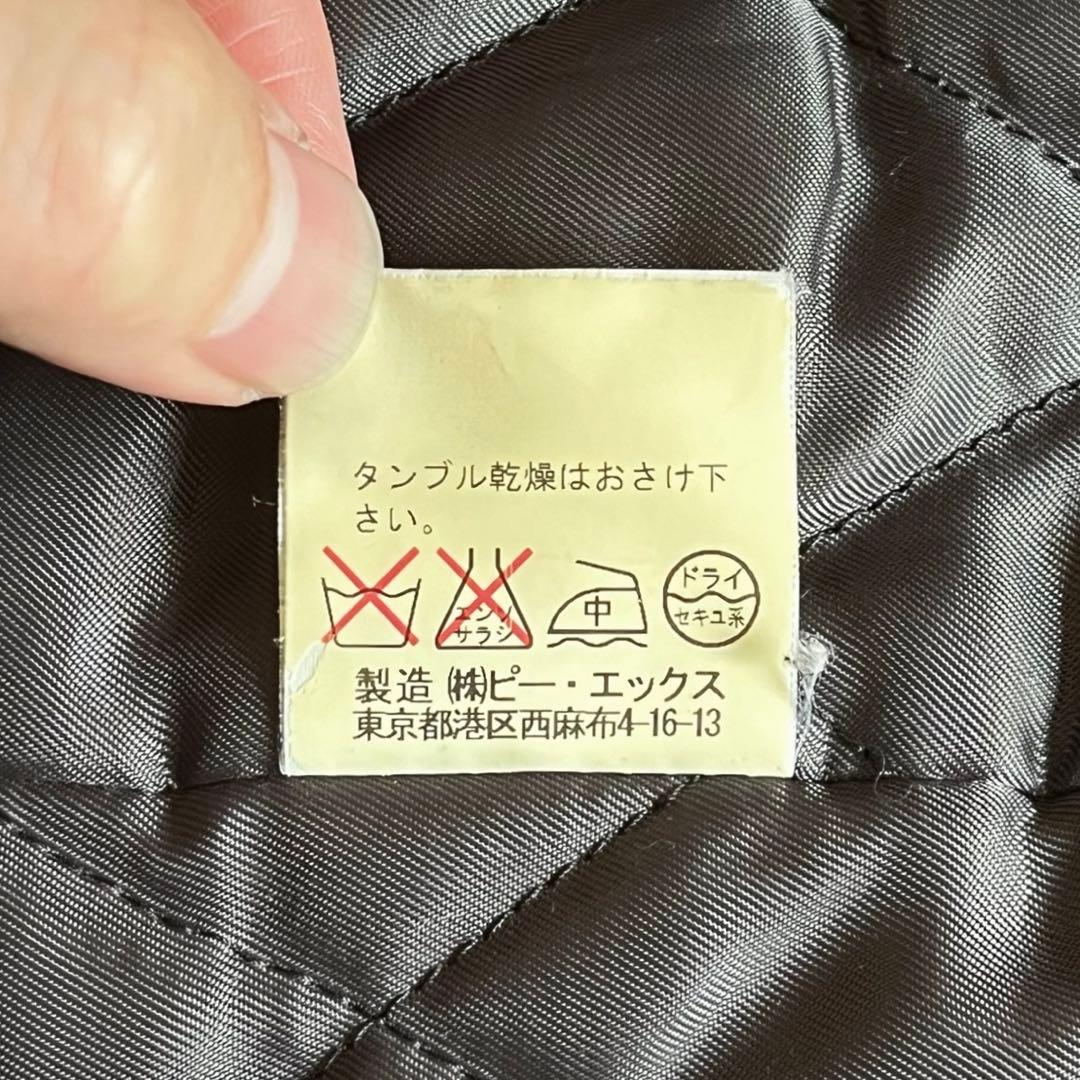 タンブル乾燥はおさけ下
さい。
エンソ
サラシ
中
ドライ
セキユ系
製造 ㈱ピー・エックス
東京都港区西麻布4-16-13